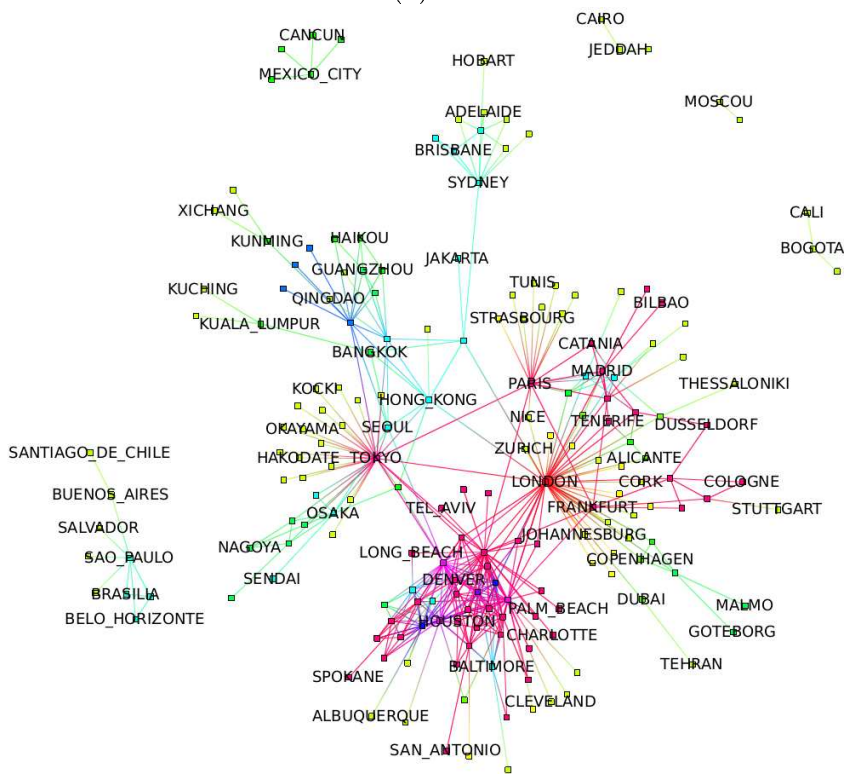 CAIRO
CANCUN
JEDDAH
HOBART
MEXICO_CITY
MOSCOU
ADELAIDE
BRISBANE
SYDNEY
XICHANG
CALI
KUNMING
HAIKOU
BOGOTA
JAKARTA
GUANGZHOU
TUNIS
KUCHING
QINGDAO
BILBAO
STRASBOURG
KUALA_LUMPUR
CATANIA
BANGKOK
MADRID
PARIS
THESSALONIKI
KOCKI
HONG_KONG
NICE
TENERIFE
DUSSELDORF
OKAYAMA
SEOUL
ZURICH
SANTIAGO_DE_CHILE
HAKODATE
TOKYO
ALICANTE
LONDON
CORK
COLOGNE
BUENOS_AIRES
TEL_AVIV
FRANKFURT
STUTTGART
OSAKA
SALVADOR
JOHANNESBURG
NAGOYA
LONG_BEACH
COPENHAGEN
SAO_PAULO
SENDAI
DENVER
BRASILIA
DUBAI
PALM_BEACH
MALMO
BELO_HORIZONTE
HOUSTON
CHARLOTTE
GOTEBORG
TEHRAN
SPOKANE
BALTIMORE
CLEVELAND
ALBUQUERQUE
SAN_ANTONIO